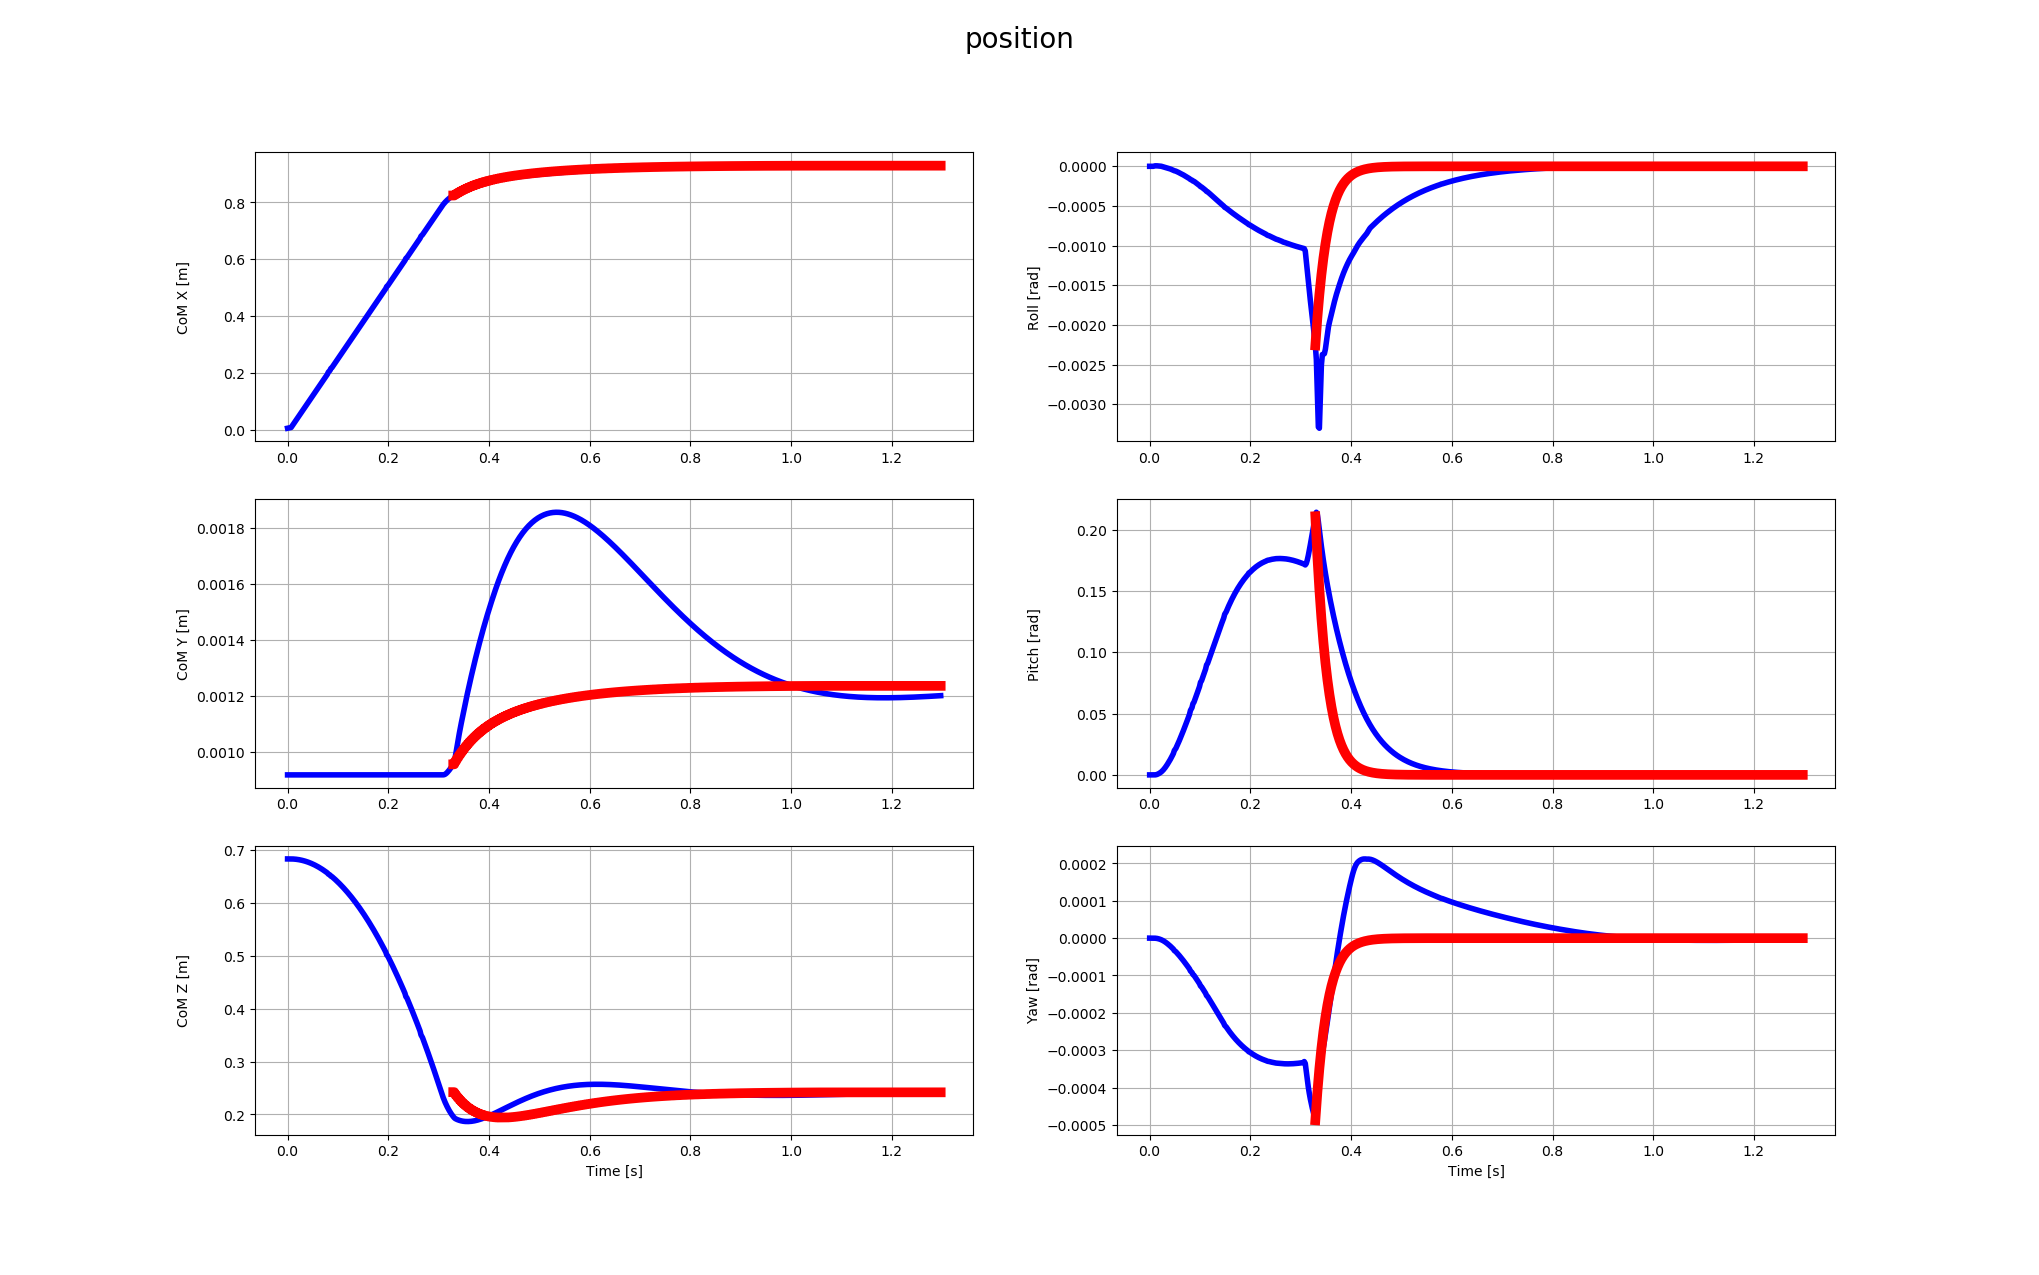 position
CoM X [m]
0.8
0.6
0.4
0.2
0.0
0.0 0.2 0.4 0.6 0.8 1.0 1.2
Roll [rad]
0.0000
−0.0005
−0.0010
−0.0015
−0.0020
−0.0025
−0.0030
0.0 0.2 0.4 0.6 0.8 1.0 1.2
CoM Y [m]
0.0018
0.0016
0.0014
0.0012
0.0010
0.0 0.2 0.4 0.6 0.8 1.0 1.2
Pitch [rad]
0.20
0.15
0.10
0.05
0.00
0.0 0.2 0.4 0.6 0.8 1.0 1.2
CoM Z [m]
0.7
0.6
0.5
0.4
0.3
0.2
0.0 0.2 0.4 0.6 0.8 1.0 1.2
Time [s]
Yaw [rad]
0.0002
0.0001
0.0000
−0.0001
−0.0002
−0.0003
−0.0004
−0.0005
0.0 0.2 0.4 0.6 0.8 1.0 1.2
Time [s]